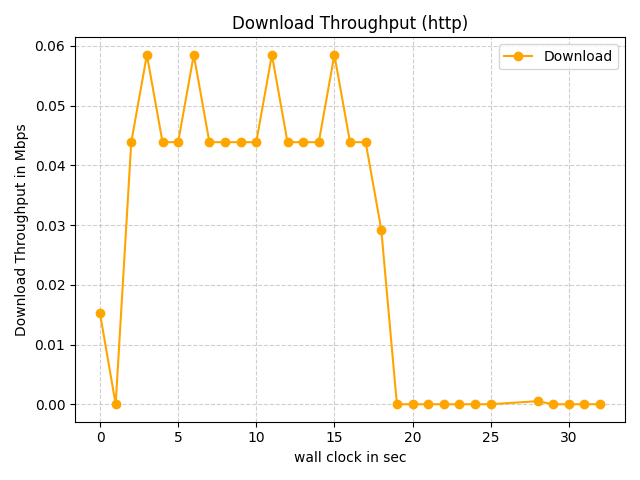 Download Throughput (http)
Download
0.06
0.05
0.04
0.03
0.02
0.01
0.00
Download Throughput in Mbps
0 5 10 15 20 25 30
wall clock in sec